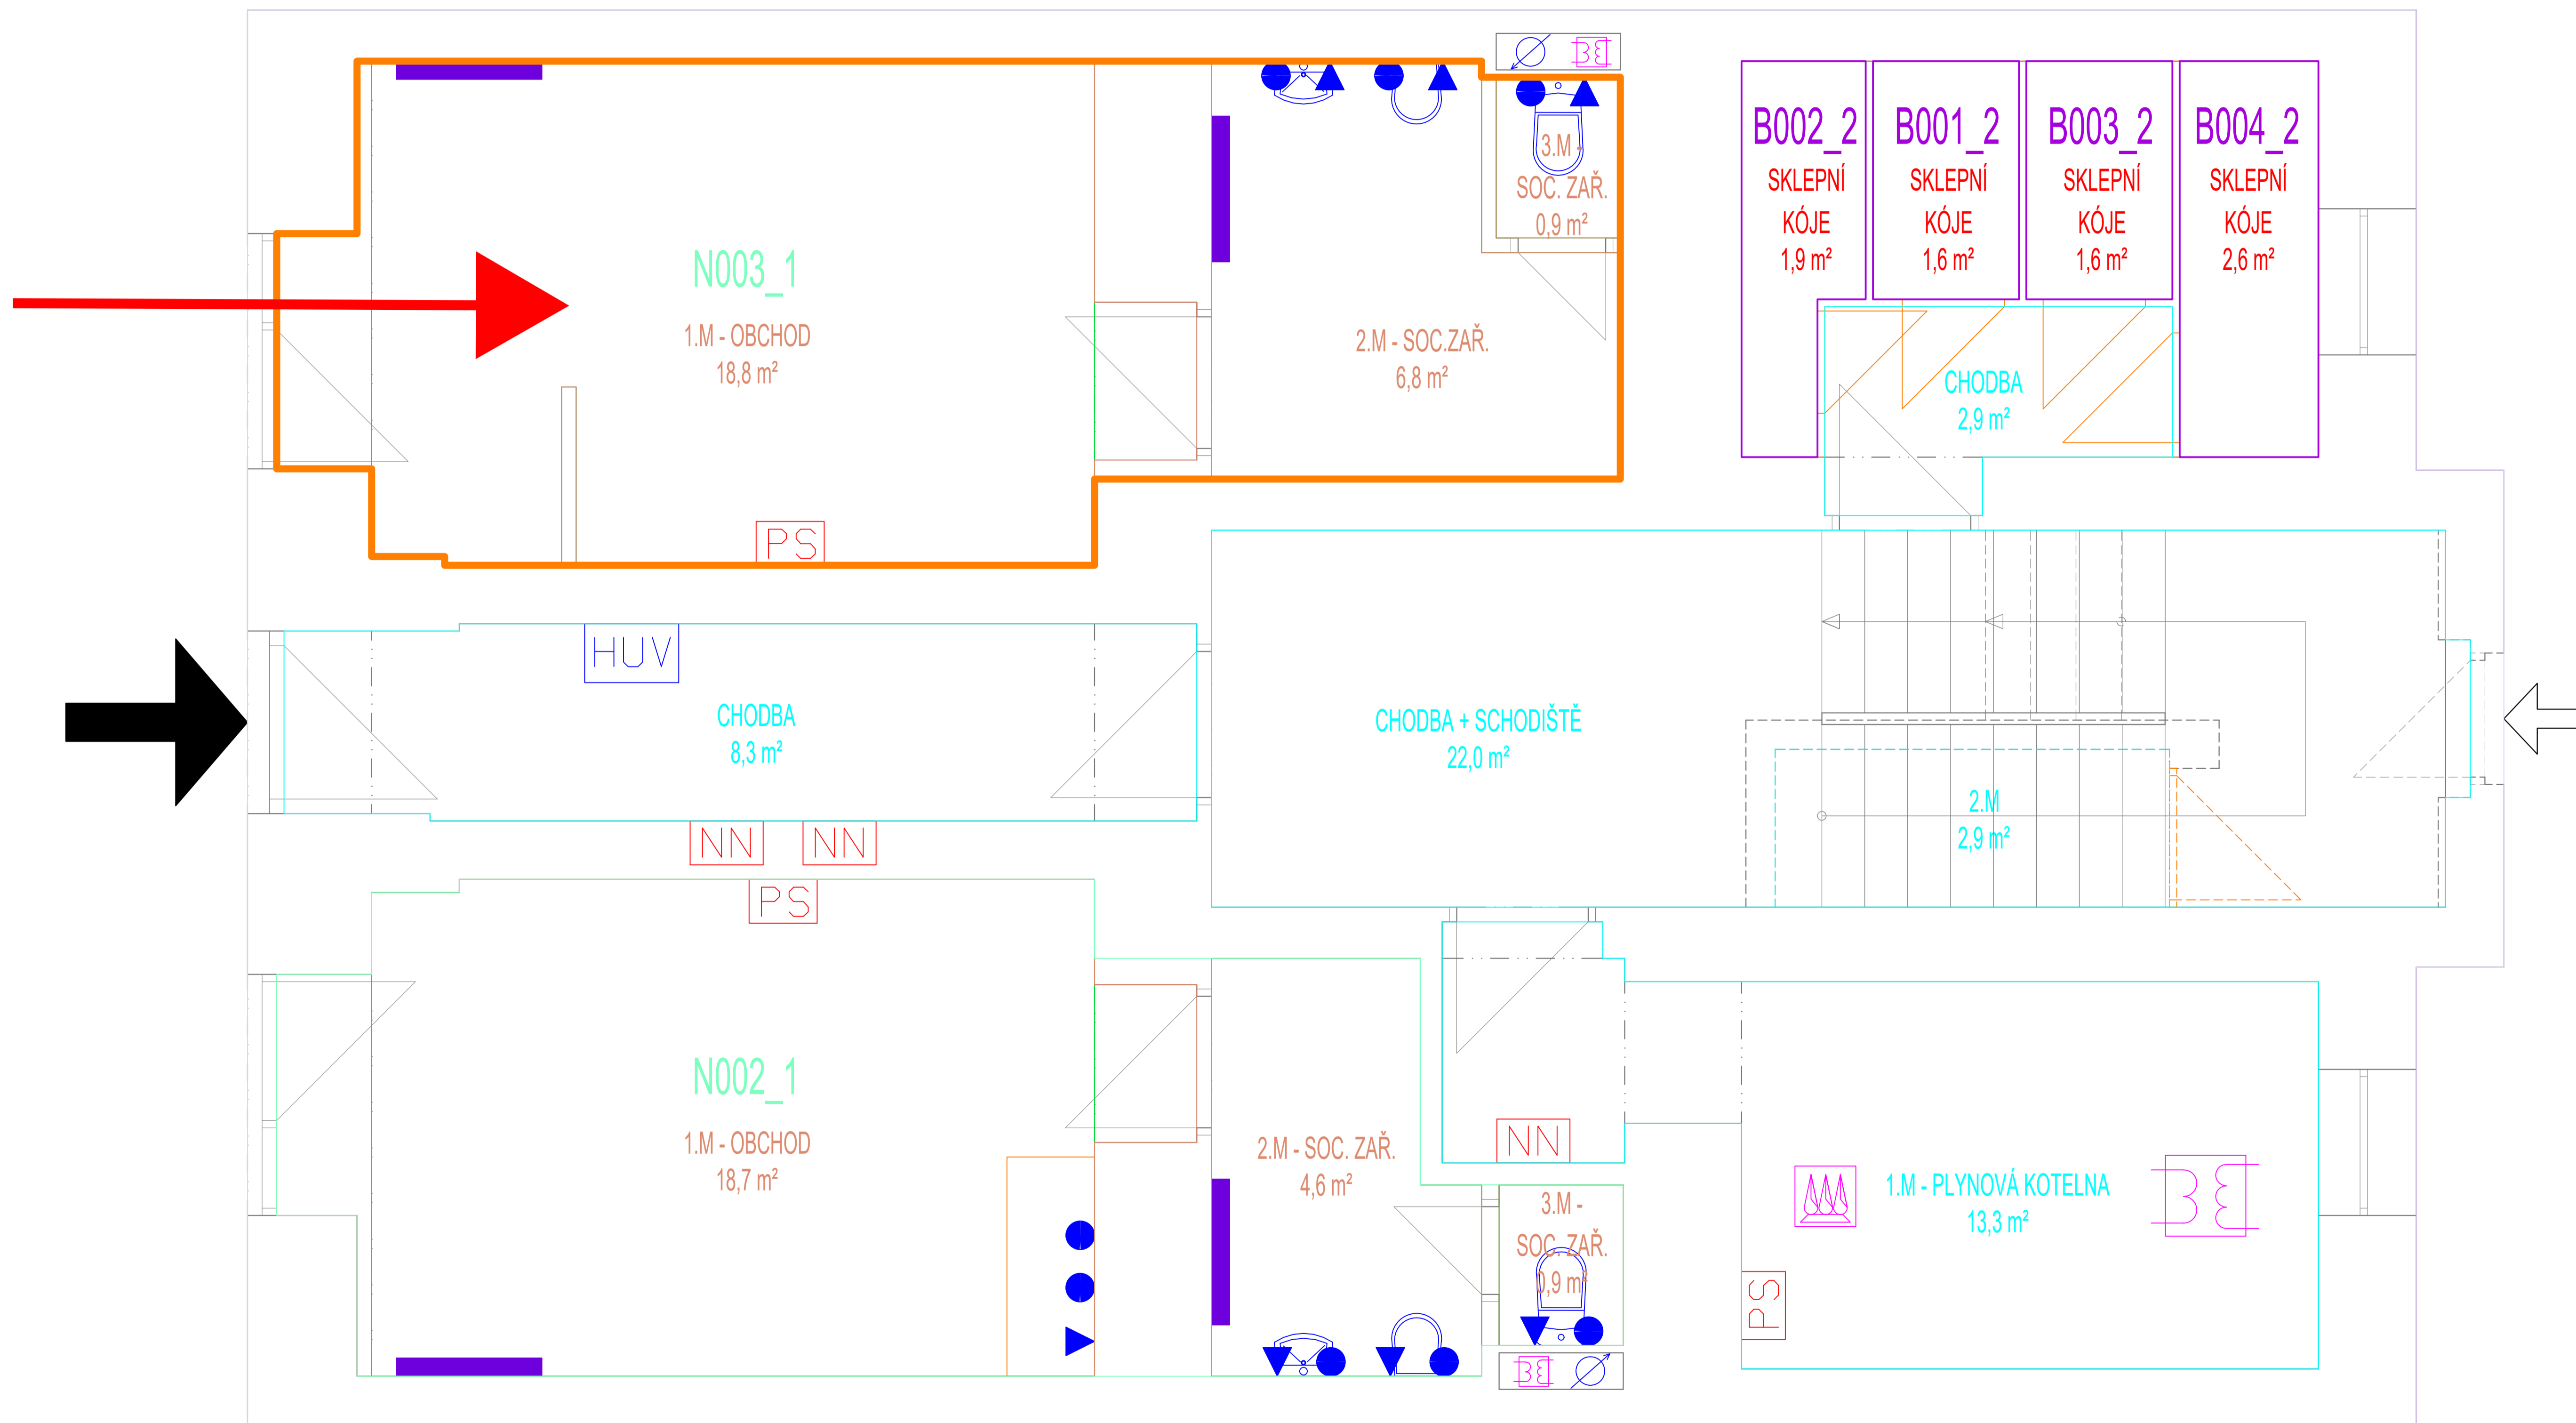 N003_1
1.M - OBCHOD
18,8 m²
PS
2.M - SOC.ZAŘ.
6,8 m²
3.M -
SOC. ZAŘ.
0,9 m²
B002_2
SKLEPNÍ
KÓJE
1,9 m²
B001_2
SKLEPNÍ
KÓJE
1,6 m²
B003_2
SKLEPNÍ
KÓJE
1,6 m²
B004_2
SKLEPNÍ
KÓJE
2,6 m²
CHODBA
2,9 m²
HUV
CHODBA
8,3 m²
NN
NN
CHODBA + SCHODIŠTĚ
22,0 m²
2.M
2,9 m²
PS
N002_1
1.M - OBCHOD
18,7 m²
2.M - SOC. ZAŘ.
4,6 m²
NN
3.M -
SOC. ZAŘ.
0,9 m²
1.M - PLYNOVÁ KOTELNA
13,3 m²
PS